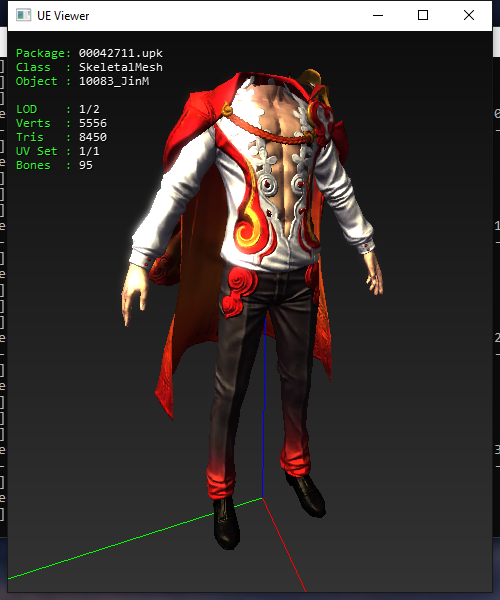 UE Viewer
Package: 00042711.upk
Class  : SkeletalMesh
Object : 10083_JinM
LOD    : 1/2
Verts  : 5556
Tris   : 8450
UV Set : 1/1
Bones  : 95